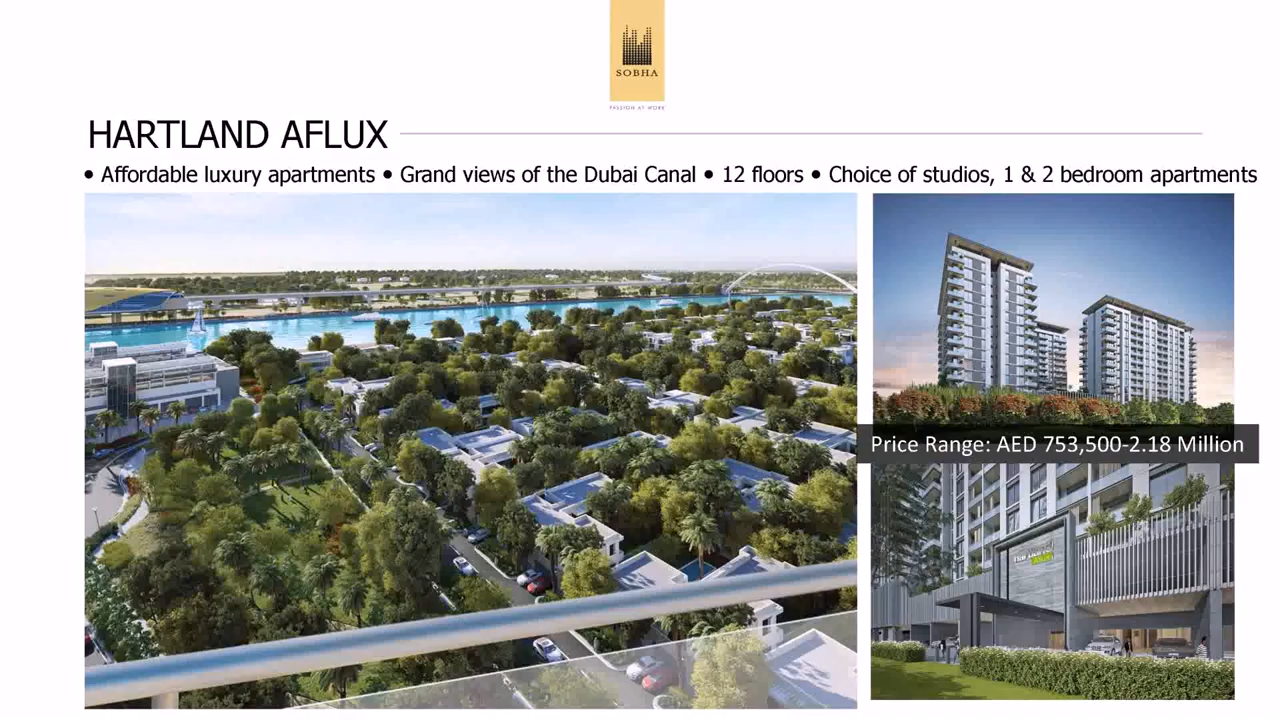 SOBHA
PASSION AT WORK
HARTLAND AFLUX
• Affordable luxury apartments • Grand views of the Dubai Canal • 12 floors • Choice of studios, 1 & 2 bedroom apartments
Price Range: AED 753,500-2.18 Million